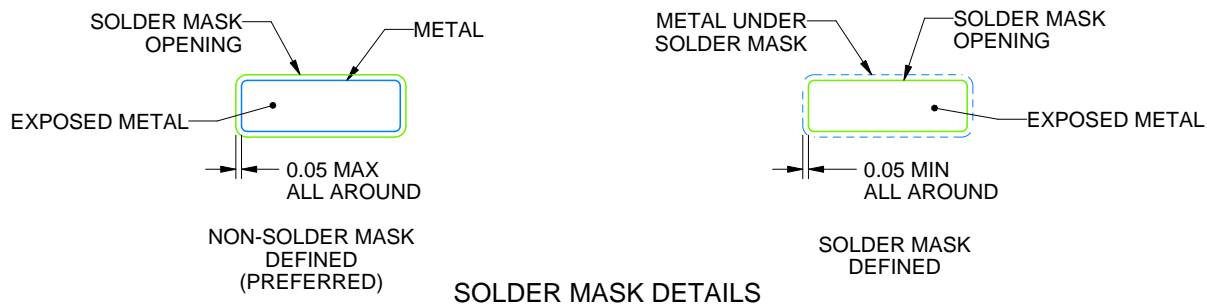 SOLDER MASK
OPENING
METAL
EXPOSED METAL
0.05 MAX
ALL AROUND
NON-SOLDER MASK
DEFINED
(PREFERRED)
METAL UNDER
SOLDER MASK
SOLDER MASK
OPENING
EXPOSED METAL
0.05 MIN
ALL AROUND
SOLDER MASK
DEFINED
SOLDER MASK DETAILS